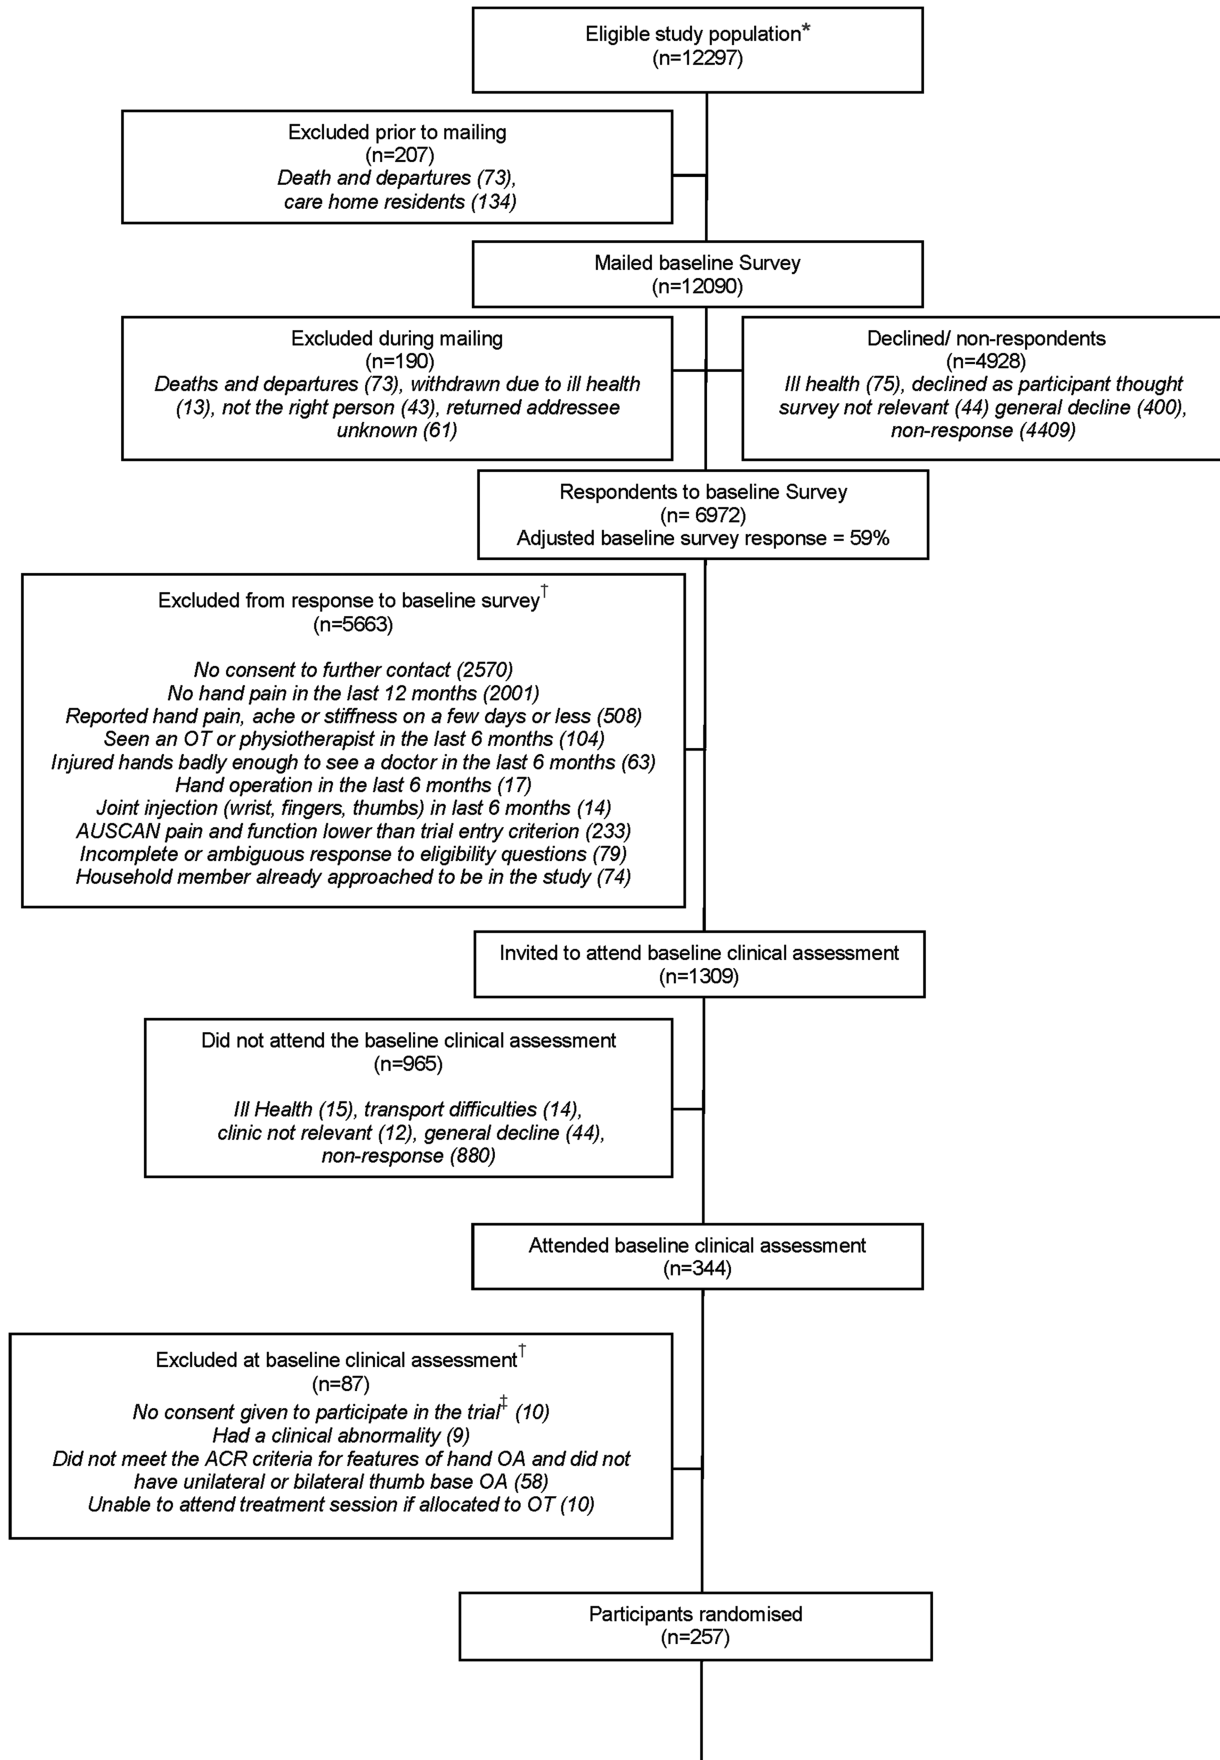 Eligible study population*
(n=12297)
Excluded prior to mailing
(n=207)
Death and departures (73),
care home residents (134)
Mailed baseline Survey
(n=12090)
Excluded during mailing
(n=190)
Deaths and departures (73), withdrawn due to ill health
(13), not the right person (43), returned addressee
unknown (61)
Declined/ non-respondents
(n=4928)
Ill health (75), declined as participant thought
survey not relevant (44) general decline (400),
non-response (4409)
Respondents to baseline Survey
(n= 6972)
Adjusted baseline survey response = 59%
Excluded from response to baseline survey†
(n=5663)
No consent to further contact (2570)
No hand pain in the last 12 months (2001)
Reported hand pain, ache or stiffness on a few days or less (508)
Seen an OT or physiotherapist in the last 6 months (104)
Injured hands badly enough to see a doctor in the last 6 months (63)
Hand operation in the last 6 months (17)
Joint injection (wrist, fingers, thumbs) in last 6 months (14)
AUSCAN pain and function lower than trial entry criterion (233)
Incomplete or ambiguous response to eligibility questions (79)
Household member already approached to be in the study (74)
Invited to attend baseline clinical assessment
(n=1309)
Did not attend the baseline clinical assessment
(n=965)
Ill Health (15), transport difficulties (14),
clinic not relevant (12), general decline (44),
non-response (880)
Attended baseline clinical assessment
(n=344)
Excluded at baseline clinical assessment†
(n=87)
No consent given to participate in the trial‡ (10)
Had a clinical abnormality (9)
Did not meet the ACR criteria for features of hand OA and did not
have unilateral or bilateral thumb base OA (58)
Unable to attend treatment session if allocated to OT (10)
Participants randomised
(n=257)